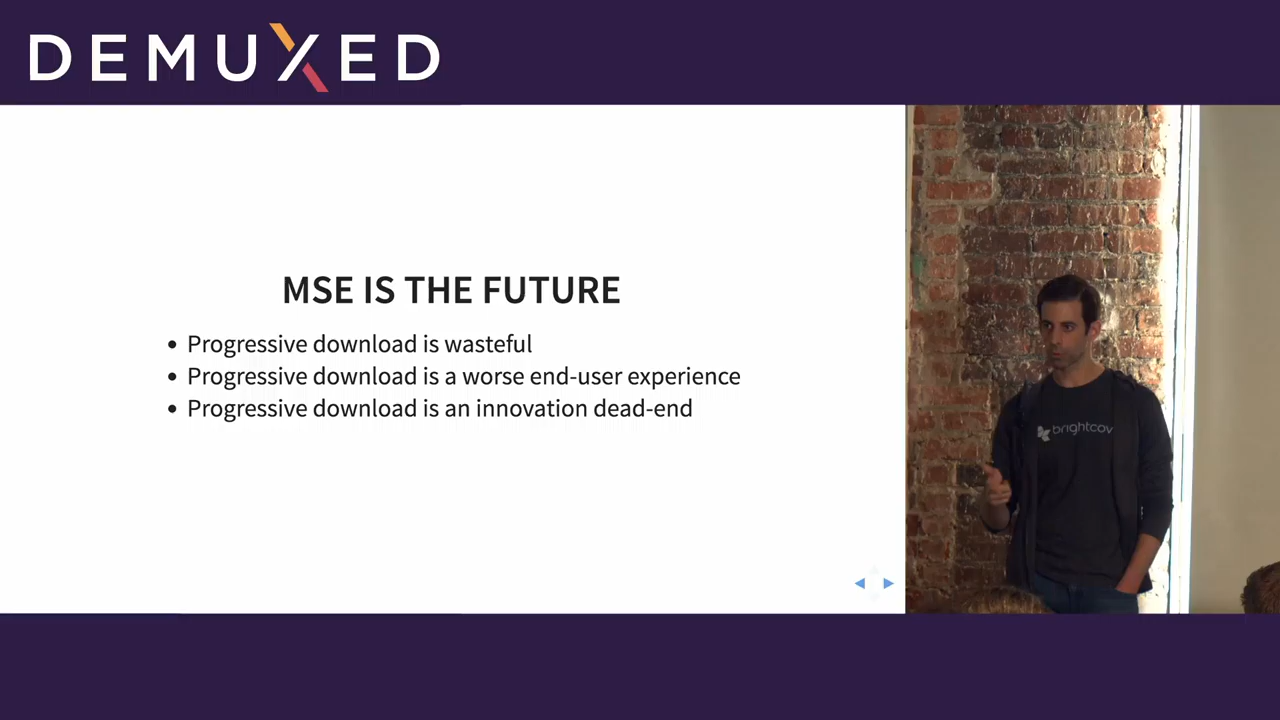 DEMUXED
MSE IS THE FUTURE
• Progressive download is wasteful
• Progressive download is a worse end-user experience
• Progressive download is an innovation dead-end
brightcov